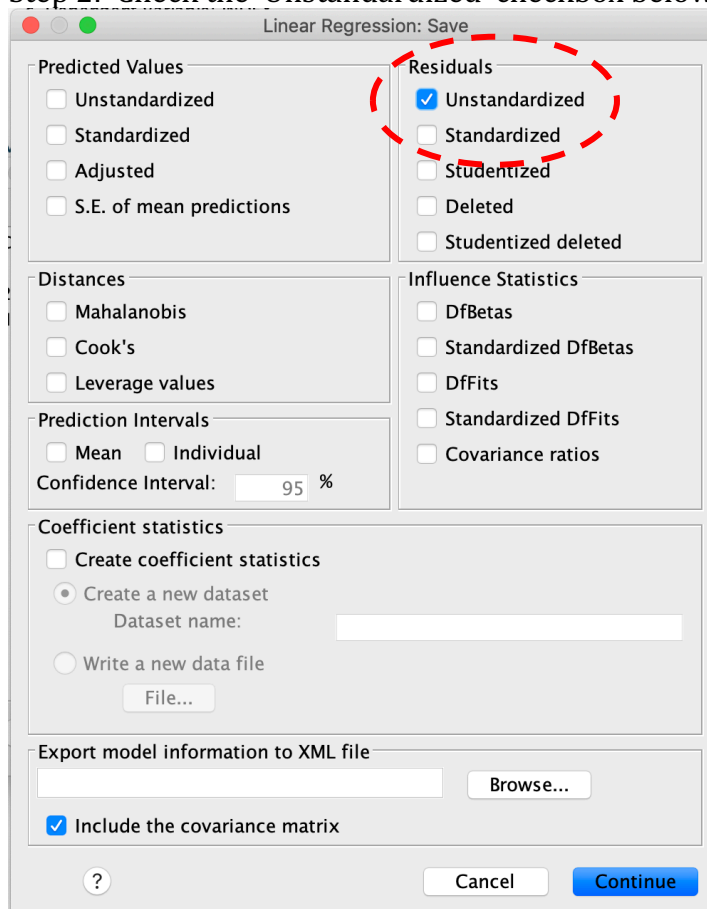 Linear Regression: Save
Predicted Values
Unstandardized
Standardized
Adjusted
S.E. of mean predictions
Residuals
Unstandardized
Standardized
Studentized
Deleted
Studentized deleted
Distances
Mahalanobis
Cook's
Leverage values
Influence Statistics
DfBetas
Standardized DfBetas
DfFits
Standardized DfFits
Covariance ratios
Prediction Intervals
Mean Individual
Confidence Interval: 95 %
Coefficient statistics
Create coefficient statistics
Create a new dataset
Dataset name:
Write a new data file
File...
Export model information to XML file
Browse...
Include the covariance matrix
? Cancel Continue